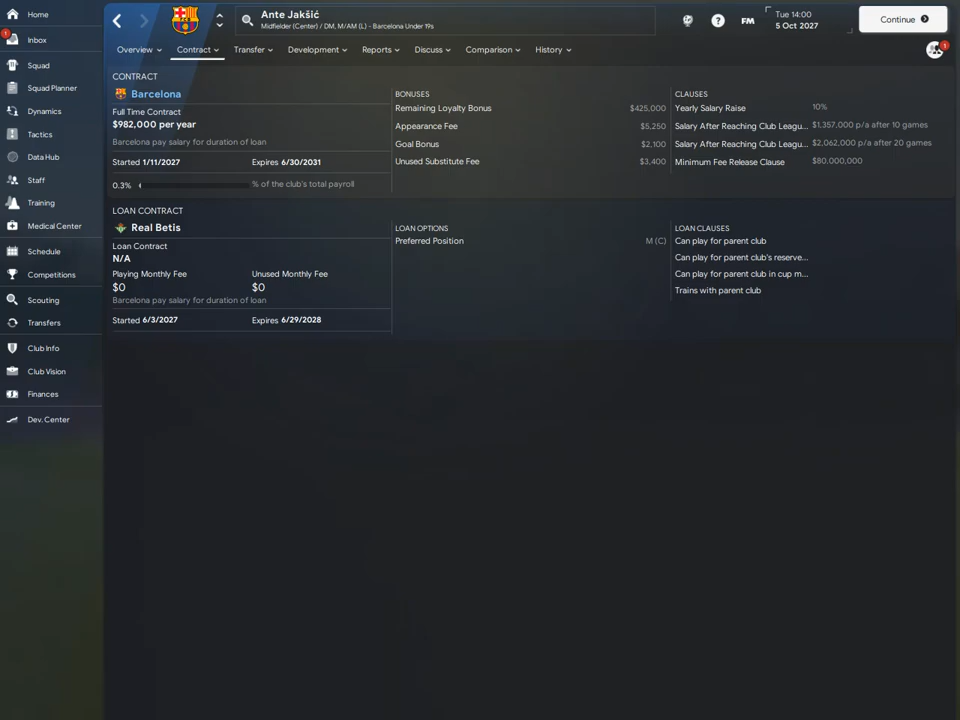 Home
Inbox
1
Squad
Squad Planner
Dynamics
Tactics
Data Hub
Staff
Training
Medical Center
Schedule
Competitions
Scouting
Transfers
Club Info
Club Vision
Finances
Dev. Center
Ante Jakšić
Midfielder (Center) / DM, M/AM (L) - Barcelona Under 19s
?
FM
Tue 14:00
5 Oct 2027
Continue
Overview
Contract
Transfer
Development
Reports
Discuss
Comparison
History
1
CONTRACT
Barcelona
Full Time Contract
$982,000 per year
Barcelona pay salary for duration of loan
Started 1/11/2027 Expires 6/30/2031
0.3% % of the club's total payroll
BONUSES
Remaining Loyalty Bonus $425,000
Appearance Fee $5,250
Goal Bonus $2,100
Unused Substitute Fee $3,400
CLAUSES
Yearly Salary Raise 10%
Salary After Reaching Club Leagu... $1,357,000 p/a after 10 games
Salary After Reaching Club Leagu... $2,062,000 p/a after 20 games
Minimum Fee Release Clause $80,000,000
LOAN CONTRACT
Real Betis
Loan Contract
N/A
Playing Monthly Fee Unused Monthly Fee
$0 $0
Barcelona pay salary for duration of loan
Started 6/3/2027 Expires 6/29/2028
LOAN OPTIONS
Preferred Position M (C)
LOAN CLAUSES
Can play for parent club
Can play for parent club's reserve...
Can play for parent club in cup m...
Trains with parent club